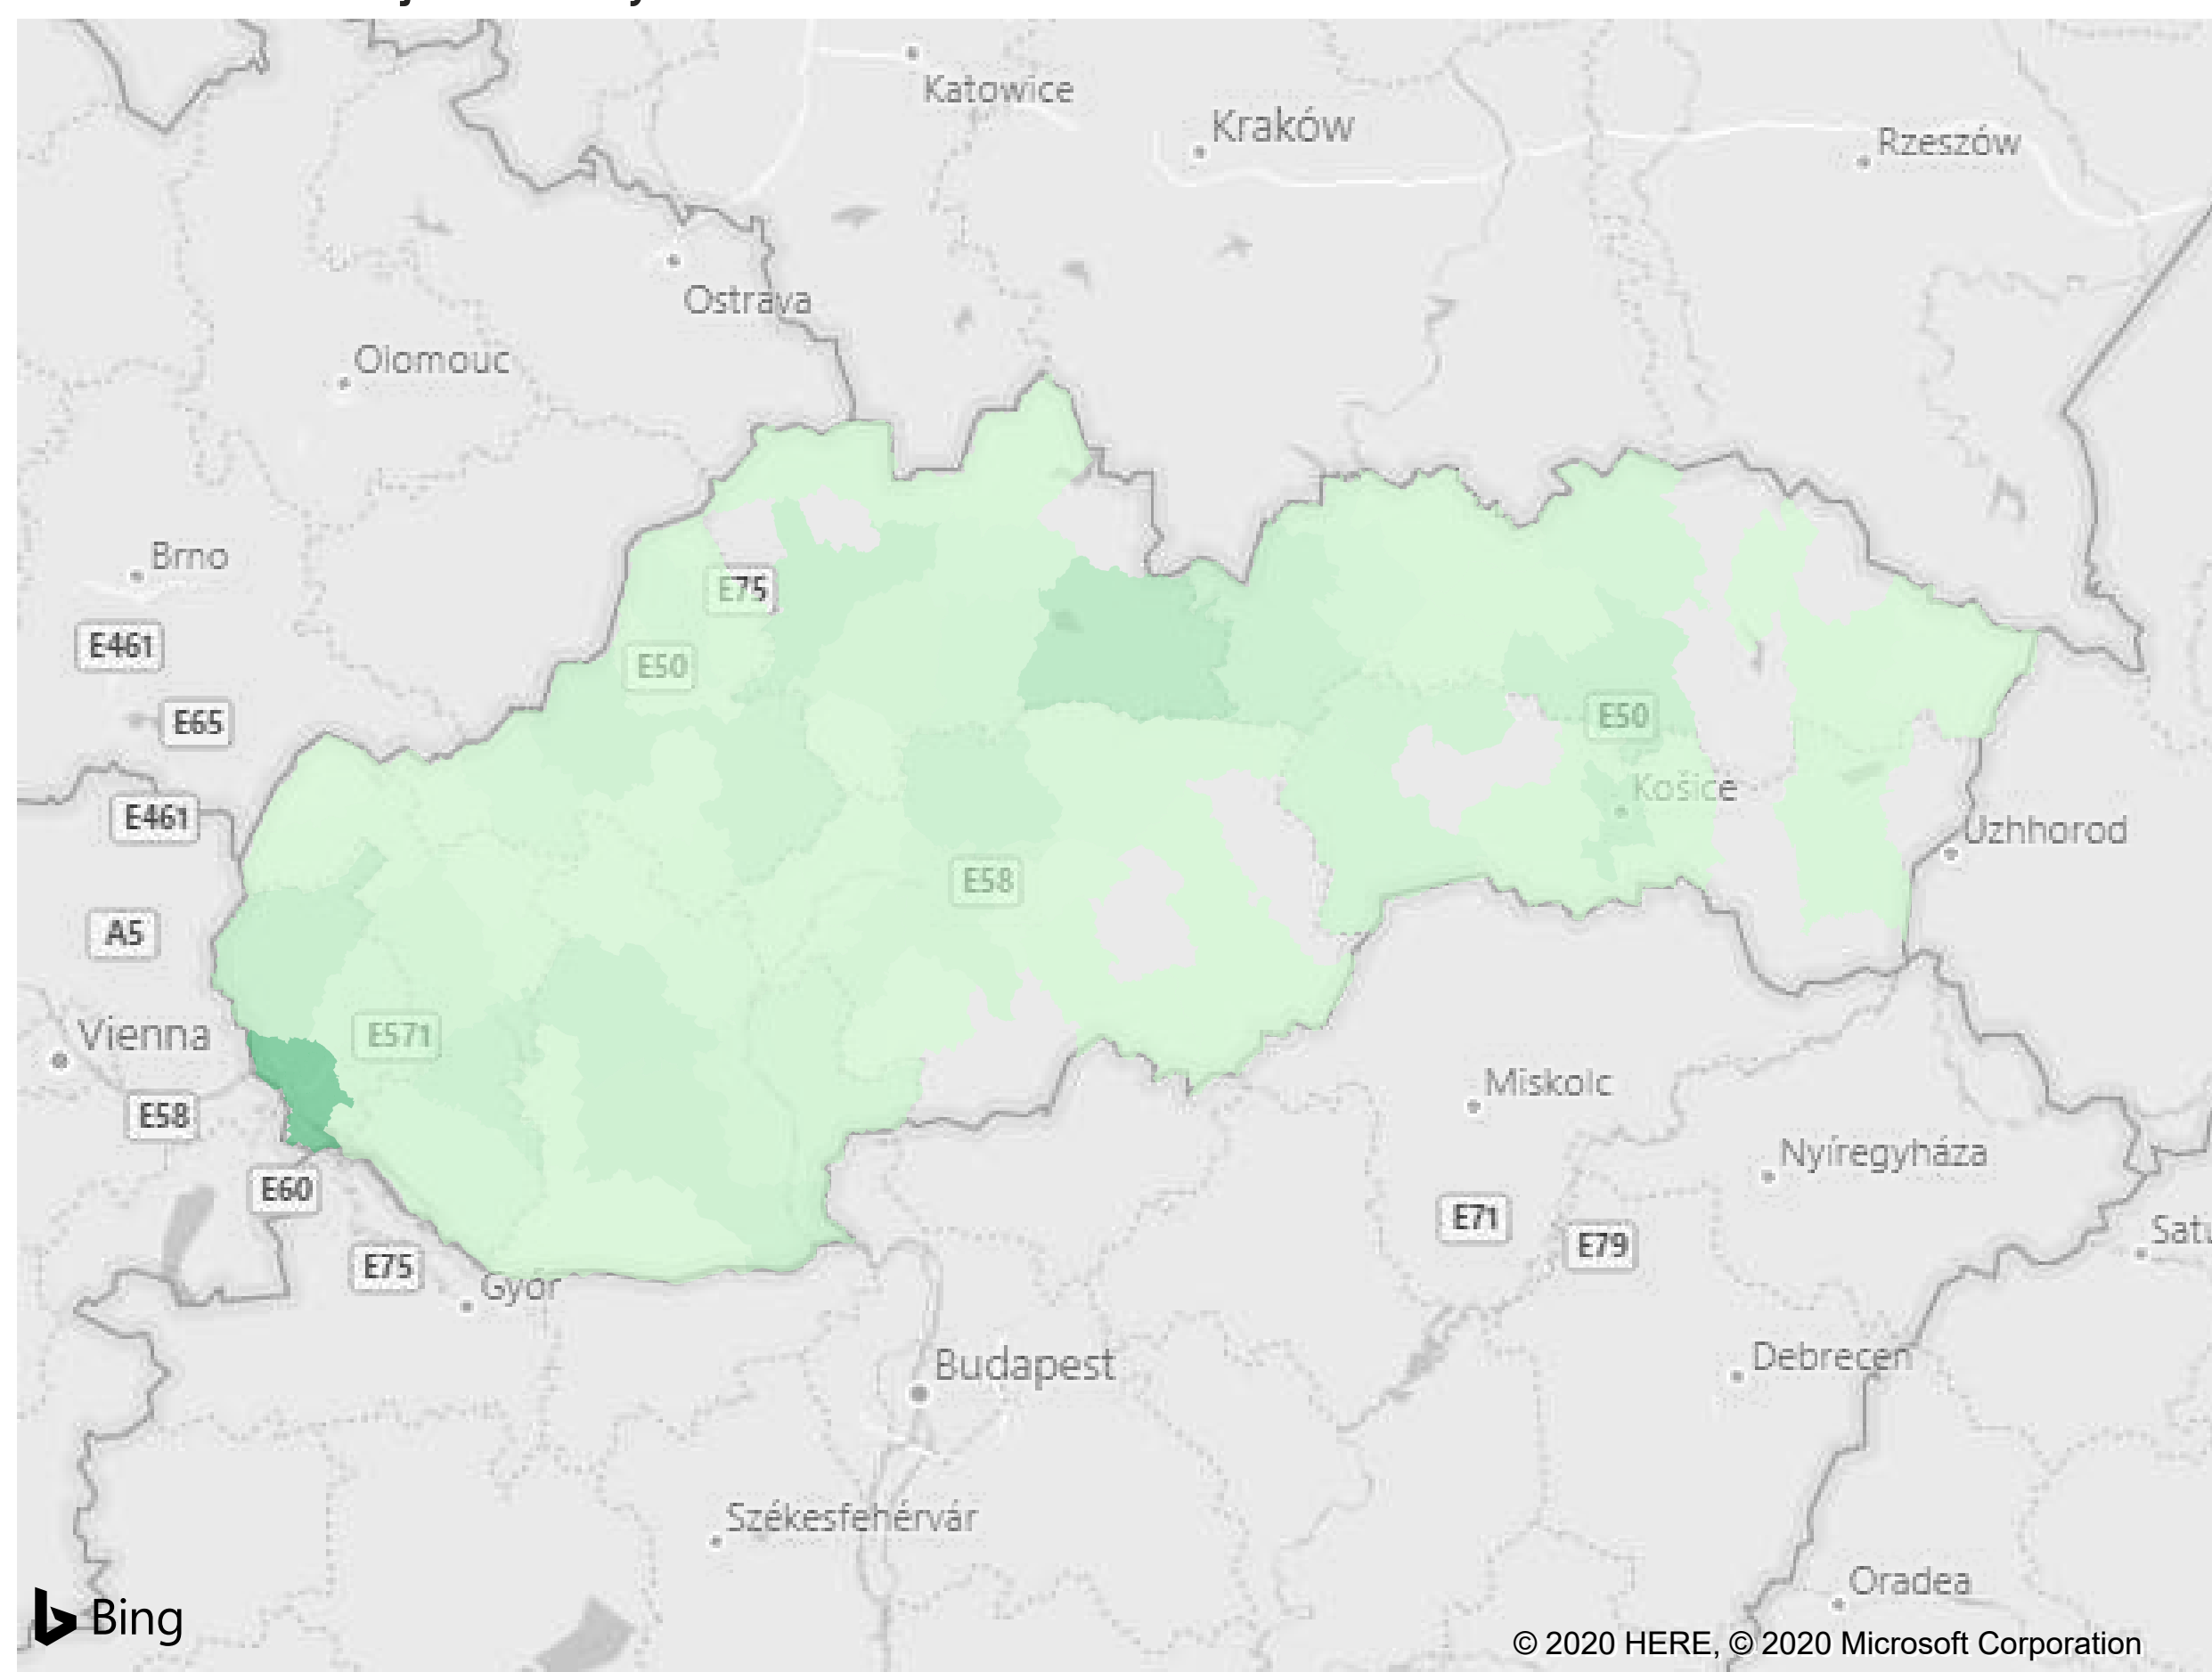 Katowice
Kraków
Rzeszów
Ostrava
Olomouc
Brno
E75
E461
E50
E65
E50
Košice
E461
Uzhhorod
E58
A5
Vienna
E571
Miskolc
E58
Nyíregyháza
E60
E71
E79
Satu
E75
Győr
Budapest
Debrecen
Székesfehérvár
Oradea
Bing
© 2020 HERE, © 2020 Microsoft Corporation